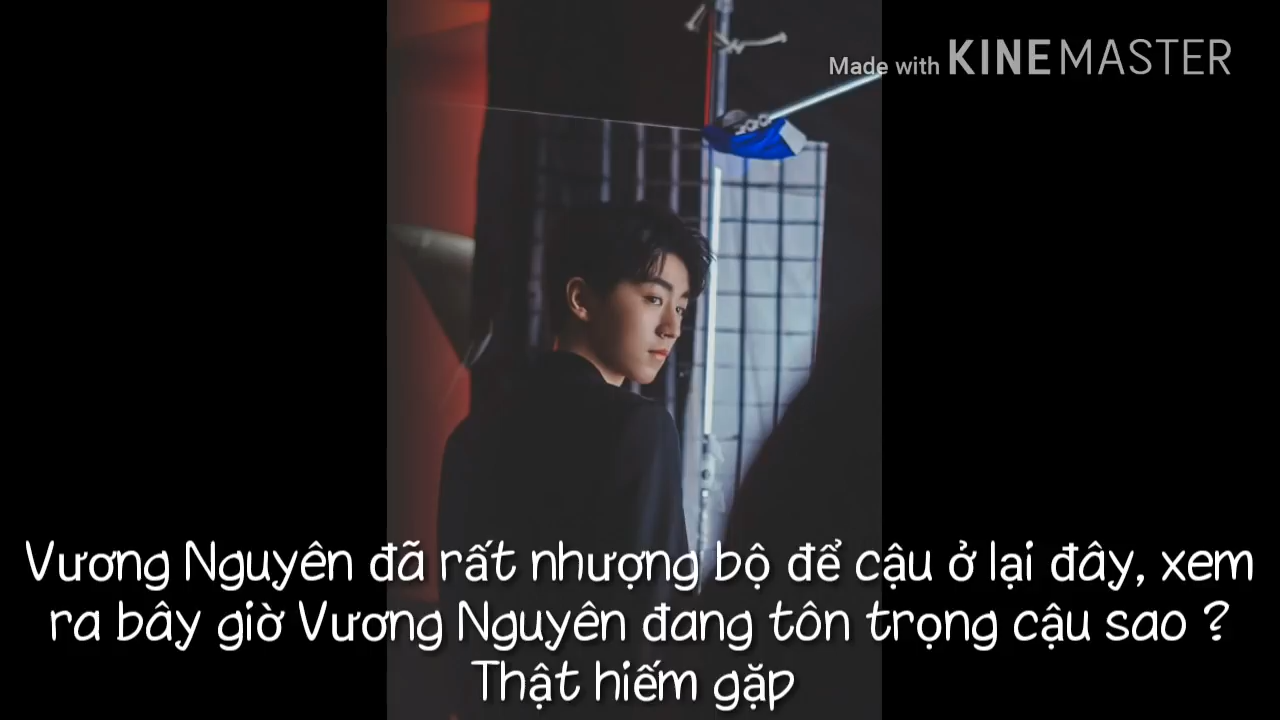 Made with KINEMASTER
Vương Nguyên đã rất nhượng bộ để cậu ở lại đây, xem
ra bây giờ Vương Nguyên đang tôn trọng cậu sao ?
Thật hiếm gặp